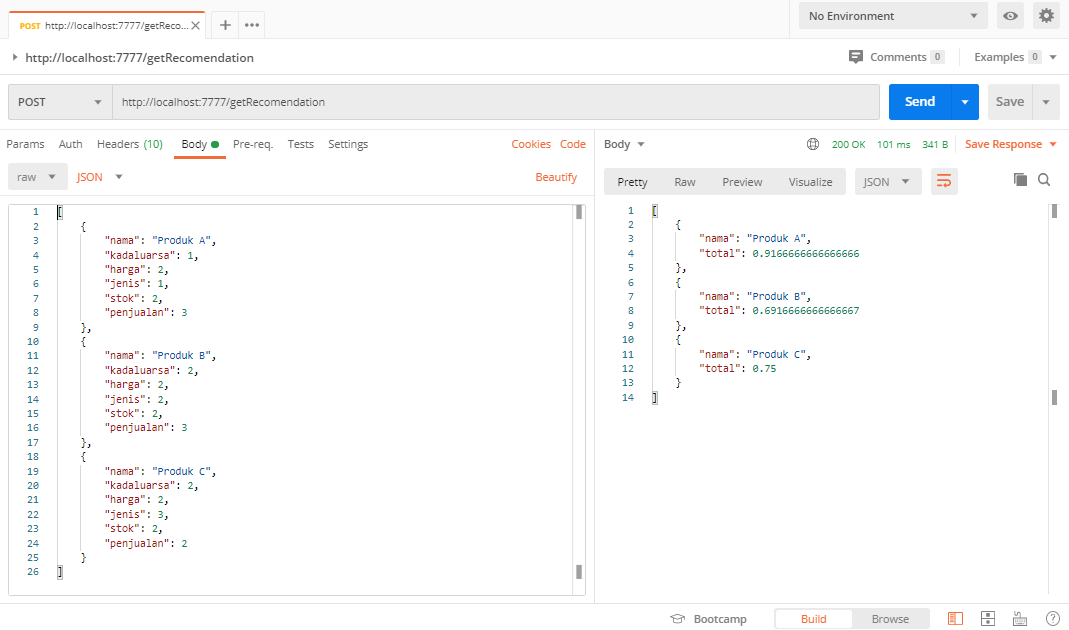 POST http://localhost:7777/getReco...
No Environment
http://localhost:7777/getRecomendation
Comments 0
Examples 0
POST
http://localhost:7777/getRecomendation
Send
Save
Params Auth Headers (10) Body Pre-req. Tests Settings
Cookies Code
raw JSON
Beautify
1 [
2 {
3 "nama": "Produk A",
4 "kadaluarsa": 1,
5 "harga": 2,
6 "jenis": 1,
7 "stok": 2,
8 "penjualan": 3
9 },
10 {
11 "nama": "Produk B",
12 "kadaluarsa": 2,
13 "harga": 2,
14 "jenis": 2,
15 "stok": 2,
16 "penjualan": 3
17 },
18 {
19 "nama": "Produk C",
20 "kadaluarsa": 2,
21 "harga": 2,
22 "jenis": 3,
23 "stok": 2,
24 "penjualan": 2
25 }
26 ]
Body
200 OK 101 ms 341 B Save Response
Pretty Raw Preview Visualize JSON
1 [
2 {
3 "nama": "Produk A",
4 "total": 0.9166666666666666
5 },
6 {
7 "nama": "Produk B",
8 "total": 0.6916666666666667
9 },
10 {
11 "nama": "Produk C",
12 "total": 0.75
13 }
14 ]
Bootcamp Build Browse